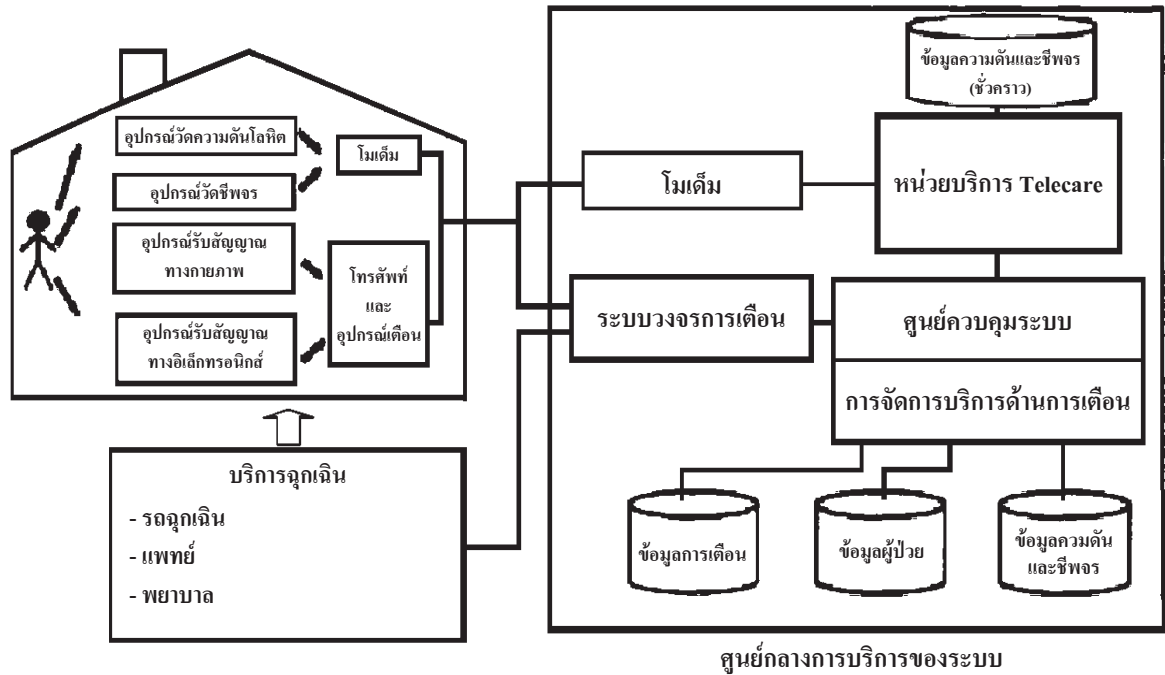 อุปกรณ์วัดความดันโลหิต
อุปกรณ์วัดชีพจร
อุปกรณ์รับสัญญาณ
ทางกายภาพ
อุปกรณ์รับสัญญาณ
ทางอิเล็กทรอนิกส์
โมเด็ม
โทรศัพท์
และ
อุปกรณ์เตือน
บริการฉุกเฉิน
- รถฉุกเฉิน
- แพทย์
- พยาบาล
ข้อมูลความดันและชีพจร
(ชั่วคราว)
โมเด็ม
หน่วยบริการ Telecare
ระบบวงจรการเตือน
ศูนย์ควบคุมระบบ
การจัดการบริการด้านการเตือน
ข้อมูลการเตือน
ข้อมูลผู้ป่วย
ข้อมูลควมดัน
และชีพจร
ศูนย์กลางการบริการของระบบ